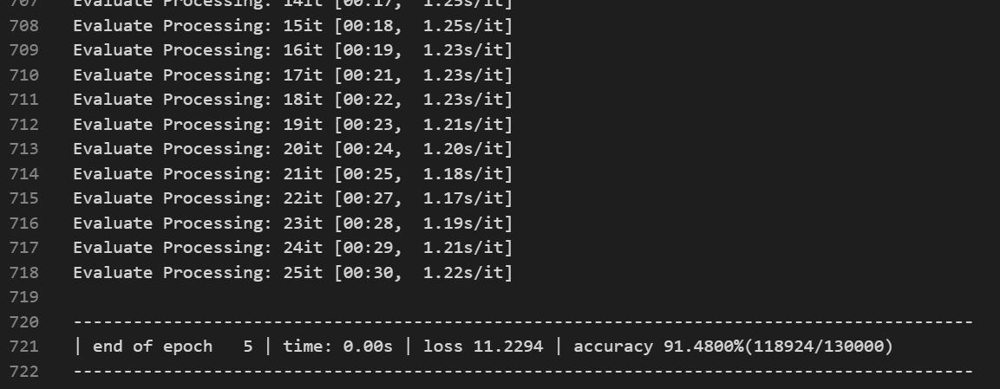 707 Evaluate Processing: 14it [00:17, 1.25s/it]
708 Evaluate Processing: 15it [00:18, 1.25s/it]
709 Evaluate Processing: 16it [00:19, 1.23s/it]
710 Evaluate Processing: 17it [00:21, 1.23s/it]
711 Evaluate Processing: 18it [00:22, 1.23s/it]
712 Evaluate Processing: 19it [00:23, 1.21s/it]
713 Evaluate Processing: 20it [00:24, 1.20s/it]
714 Evaluate Processing: 21it [00:25, 1.18s/it]
715 Evaluate Processing: 22it [00:27, 1.17s/it]
716 Evaluate Processing: 23it [00:28, 1.19s/it]
717 Evaluate Processing: 24it [00:29, 1.21s/it]
718 Evaluate Processing: 25it [00:30, 1.22s/it]
719
720 ------------------------------------------------------------------------------------------
721 | end of epoch   5 | time: 0.00s | loss 11.2294 | accuracy 91.4800%(118924/130000)
722 ------------------------------------------------------------------------------------------